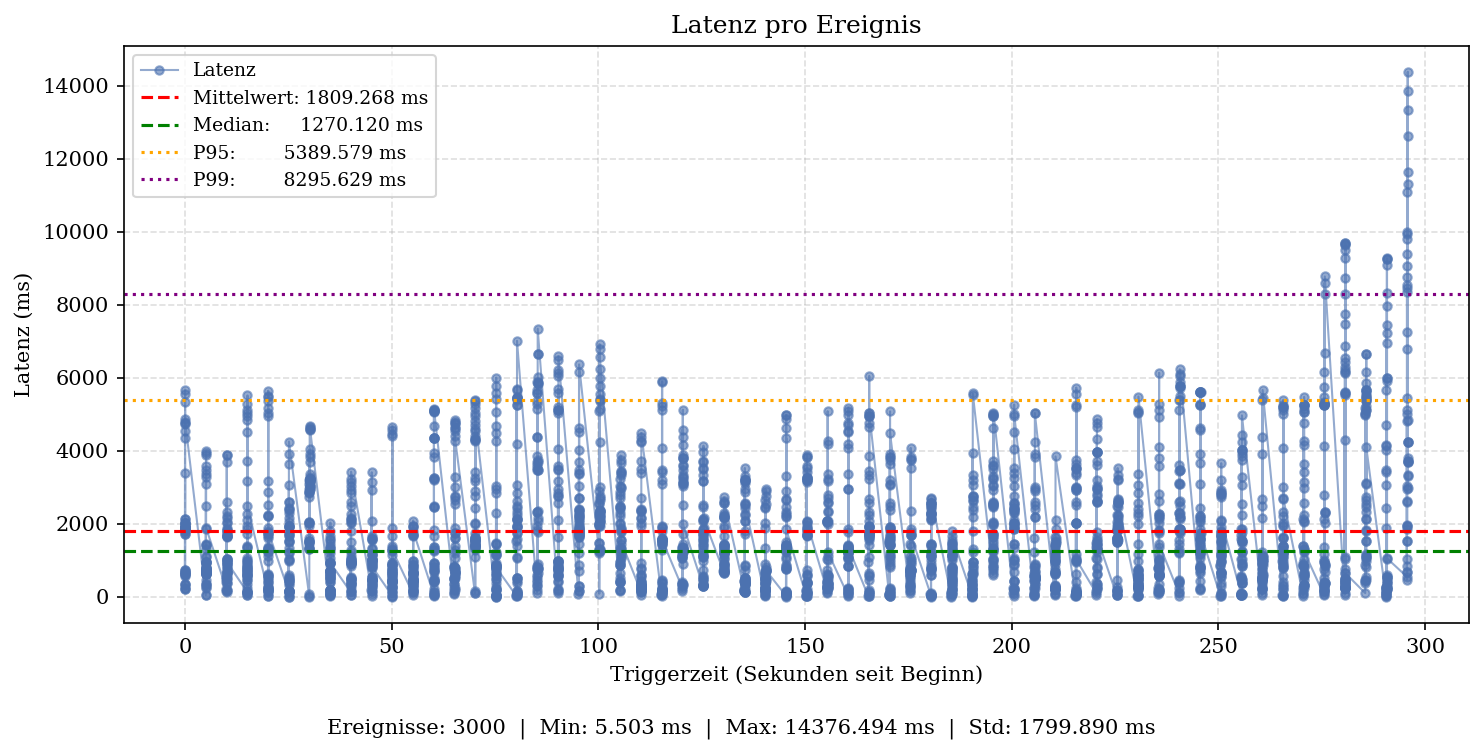 Latenz pro Ereignis
Latenz (ms)
14000
12000
10000
8000
6000
4000
2000
0
Latenz
Mittelwert: 1809.268 ms
Median: 1270.120 ms
P95: 5389.579 ms
P99: 8295.629 ms
0 50 100 150 200 250 300
Triggerzeit (Sekunden seit Beginn)
Ereignisse: 3000 | Min: 5.503 ms | Max: 14376.494 ms | Std: 1799.890 ms